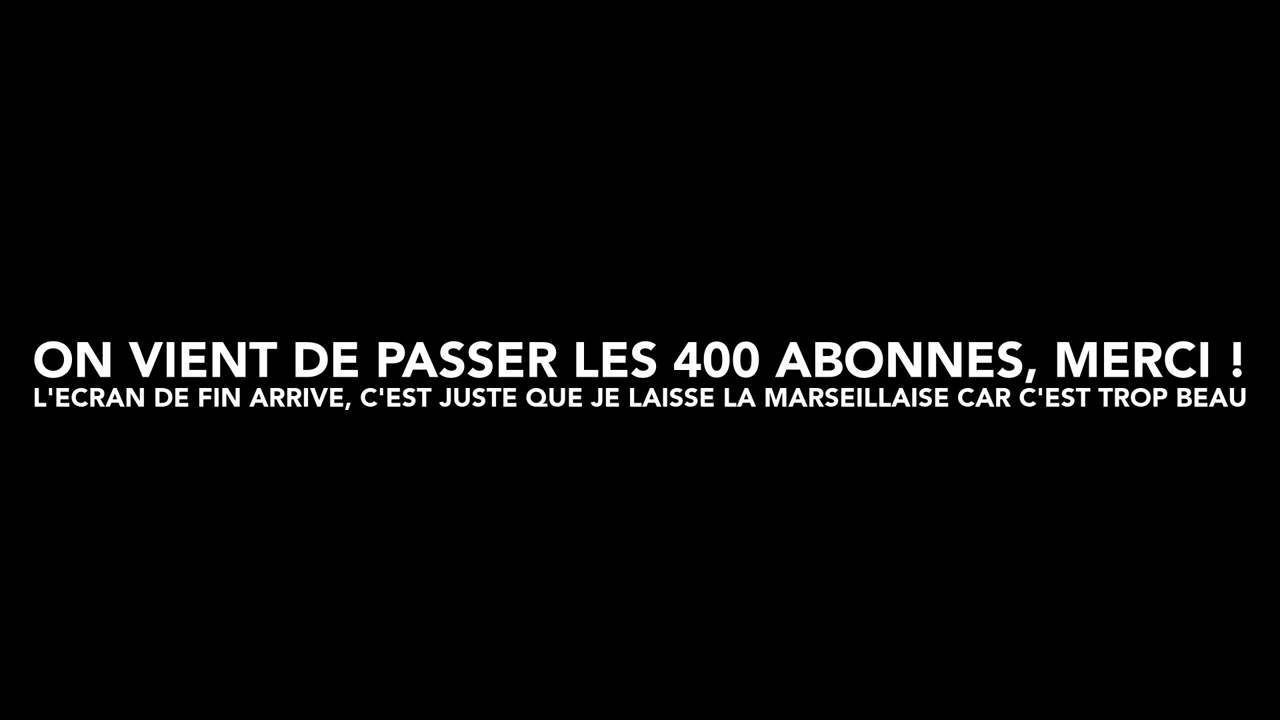 ON VIENT DE PASSER LES 400 ABONNES, MERCI !
L'ECRAN DE FIN ARRIVE, C'EST JUSTE QUE JE LAISSE LA MARSEILLAISE CAR C'EST TROP BEAU